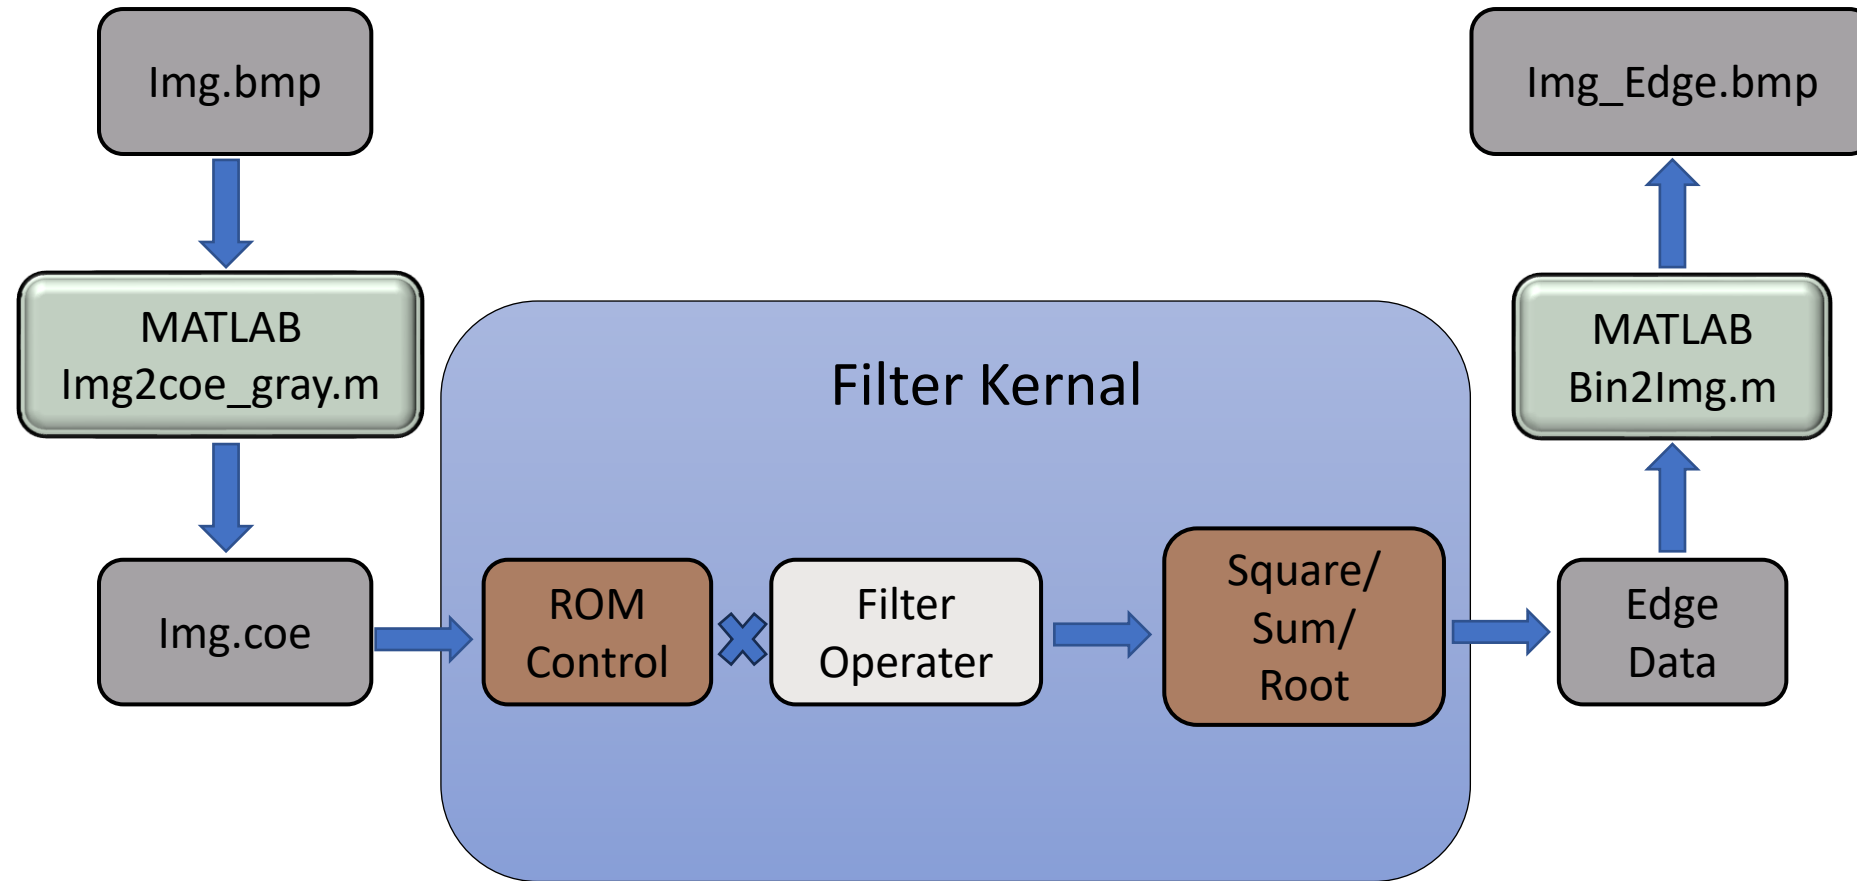 Img.bmp
MATLAB
Img2coe_gray.m
Img.coe
Filter Kernal
ROM
Control
Filter
Operater
Square/
Sum/
Root
Edge
Data
MATLAB
Bin2Img.m
Img_Edge.bmp